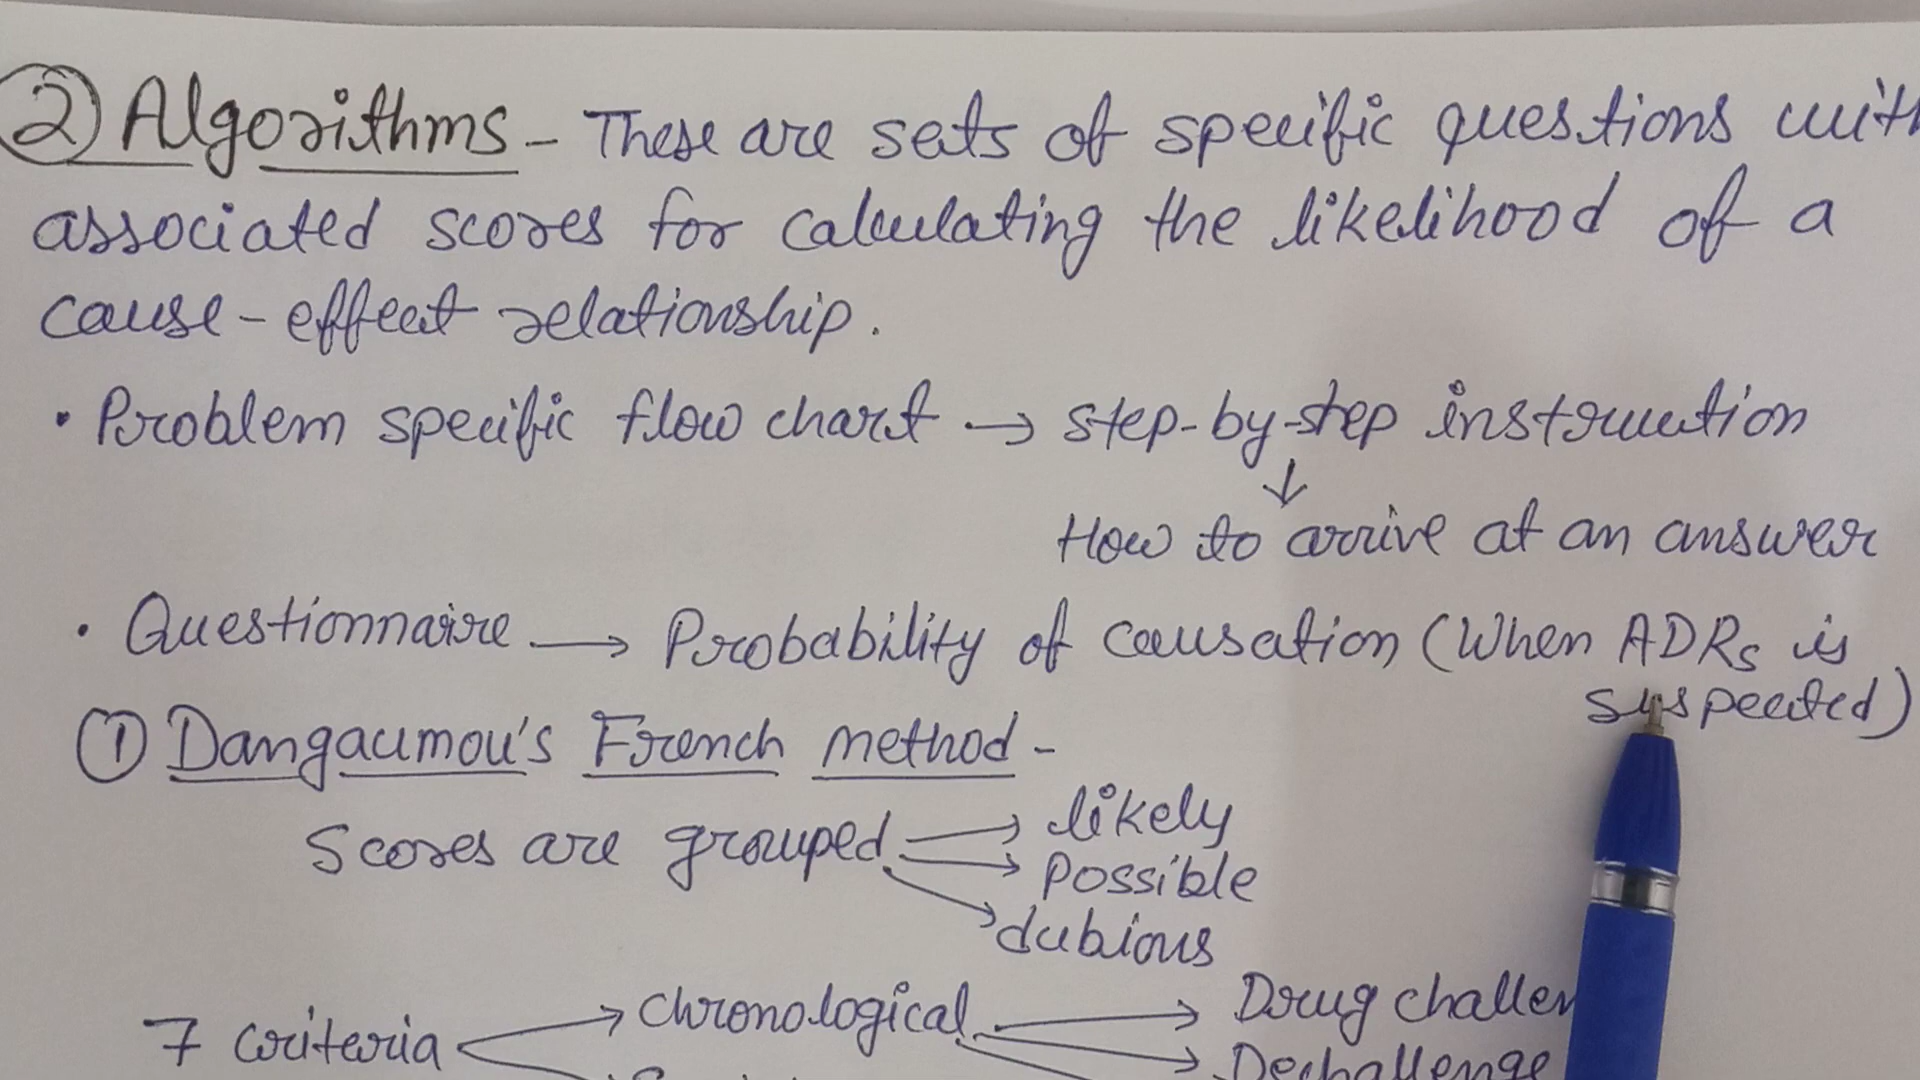 ② Algorithms - These are sets of specific questions with
associated scores for calculating the likelihood of a
cause-effect relationship.
• Problem specific flow chart → step-by-step instruction
↓
How to arrive at an answer
• Questionnaire → Probability of causation (When ADRs is
suspected)
① Dangaumou's French method -
Scores are grouped → likely
→ Possible
→ dubious
7 criteria → Chronological → Drug challen
→ Dechallenge